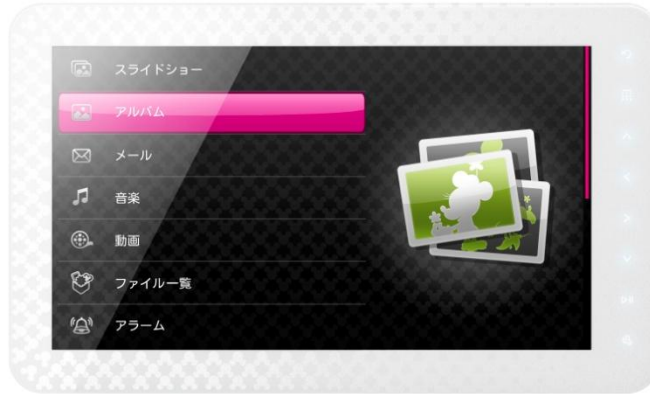 スライドショー
アルバム
メール
音楽
動画
ファイル一覧
アラーム